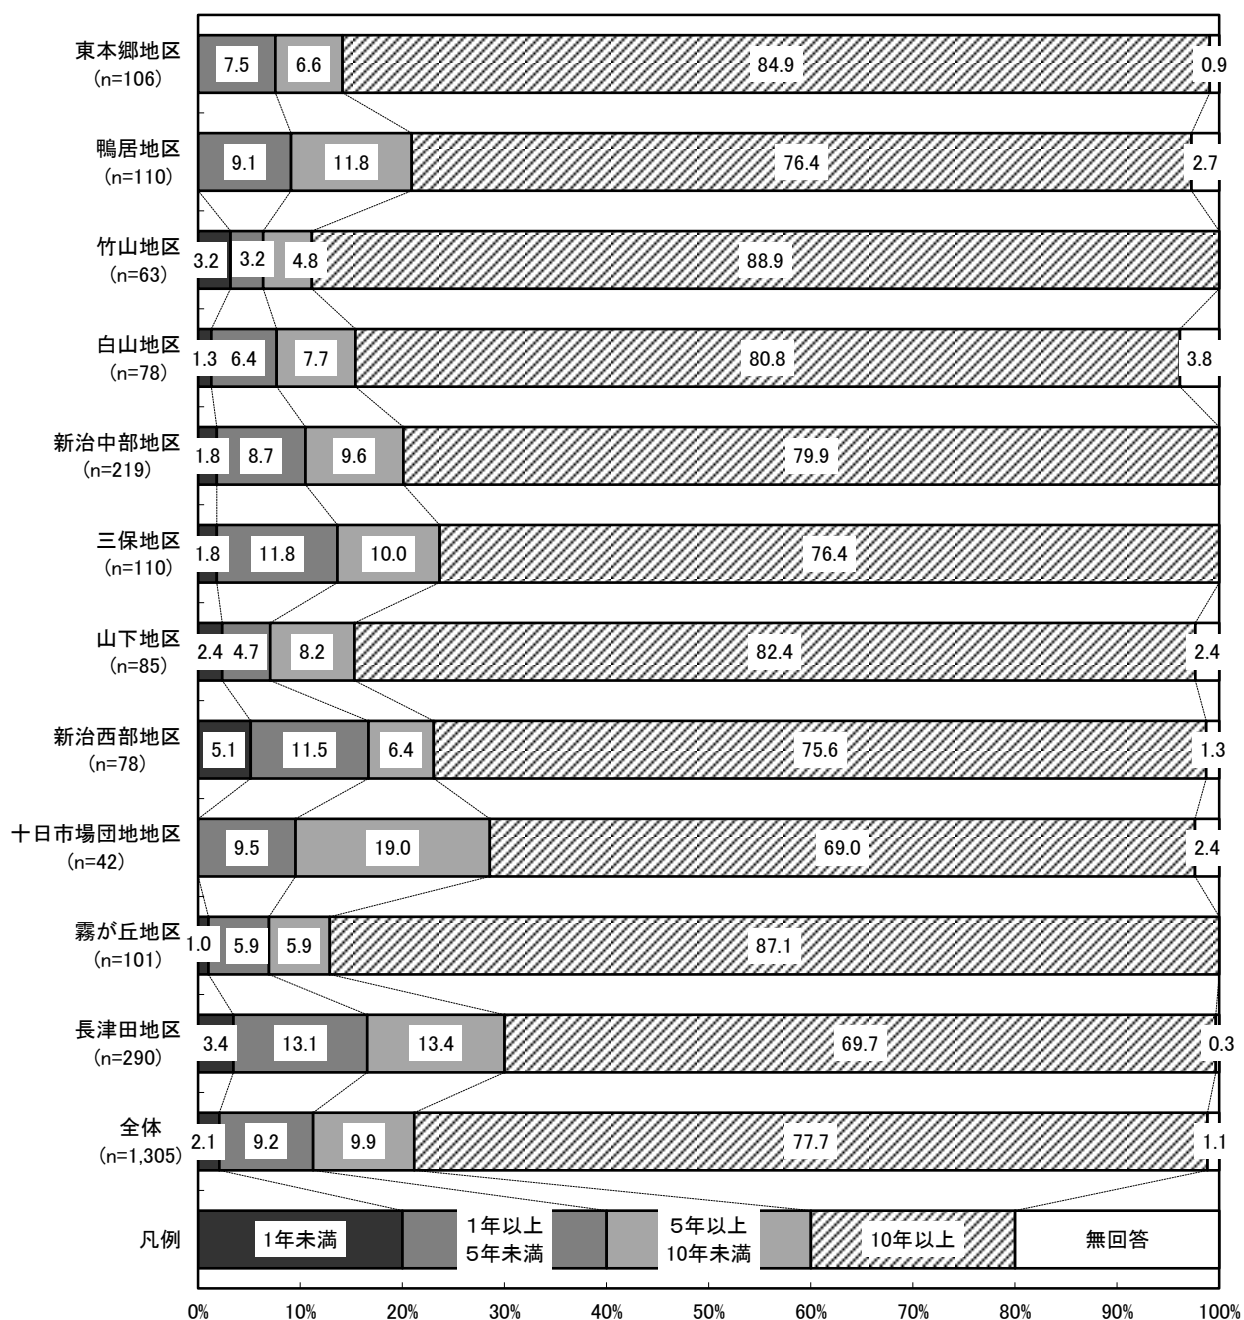 東本郷地区
(n=106)
7.5 6.6 84.9 0.9
鴨居地区
(n=110)
9.1 11.8 76.4 2.7
竹山地区
(n=63)
3.2 3.2 4.8 88.9
白山地区
(n=78)
1.3 6.4 7.7 80.8 3.8
新治中部地区
(n=219)
1.8 8.7 9.6 79.9
三保地区
(n=110)
1.8 11.8 10.0 76.4
山下地区
(n=85)
2.4 4.7 8.2 82.4 2.4
新治西部地区
(n=78)
5.1 11.5 6.4 75.6 1.3
十日市場団地地区
(n=42)
9.5 19.0 69.0 2.4
霧が丘地区
(n=101)
1.0 5.9 5.9 87.1
長津田地区
(n=290)
3.4 13.1 13.4 69.7 0.3
全体
(n=1,305)
2.1 9.2 9.9 77.7 1.1
凡例
1年未満
1年以上
5年未満
5年以上
10年未満
10年以上
無回答
0% 10% 20% 30% 40% 50% 60% 70% 80% 90% 100%